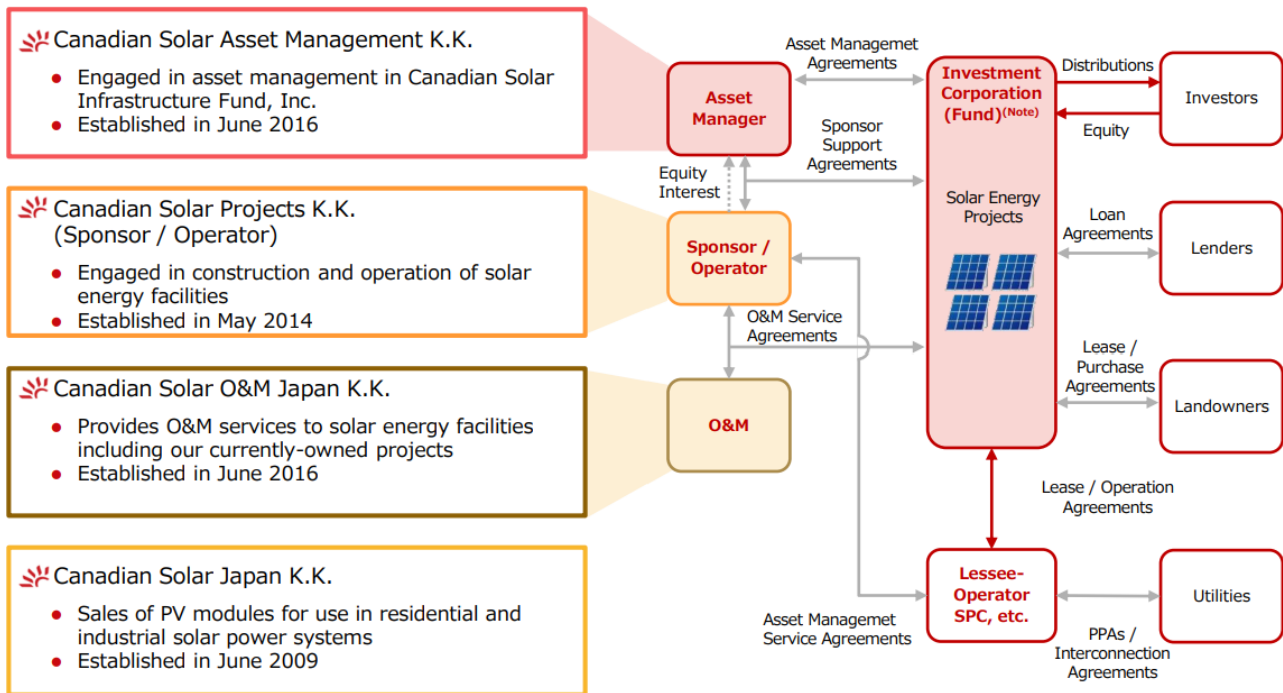 Canadian Solar Asset Management K.K.
● Engaged in asset management in Canadian Solar
Infrastructure Fund, Inc.
● Established in June 2016
Canadian Solar Projects K.K.
(Sponsor / Operator)
● Engaged in construction and operation of solar
energy facilities
● Established in May 2014
Canadian Solar O&M Japan K.K.
● Provides O&M services to solar energy facilities
including our currently-owned projects
● Established in June 2016
Canadian Solar Japan K.K.
● Sales of PV modules for use in residential and
industrial solar power systems
● Established in June 2009
Asset
Manager
Equity
Interest
Sponsor /
Operator
O&M
Asset Managemet
Agreements
Sponsor
Support
Agreements
O&M Service
Agreements
Asset Managemet
Service Agreements
Investment
Corporation
(Fund)(Note)
Solar Energy
Projects
Lease / Operation
Agreements
Lessee-
Operator
SPC, etc.
Distributions
Equity
Investors
Loan
Agreements
Lenders
Lease /
Purchase
Agreements
Landowners
Utilities
PPAs /
Interconnection
Agreements